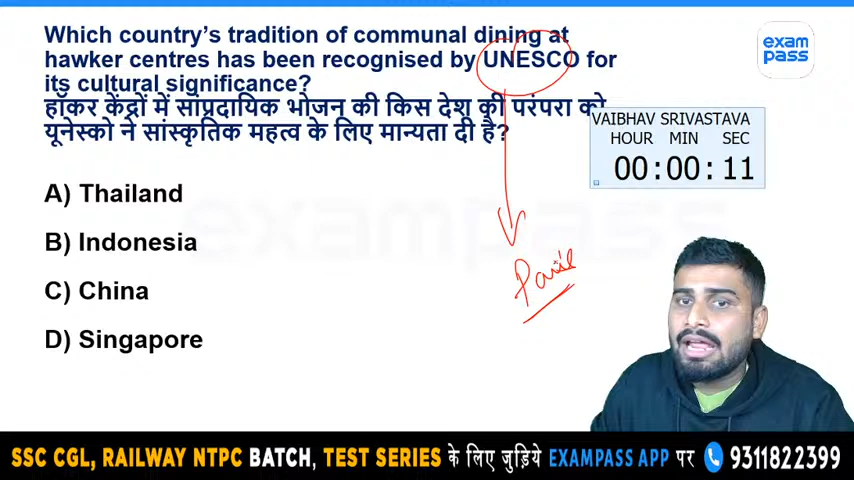 Which country's tradition of communal dining at
hawker centres has been recognised by UNESCO for
its cultural significance?
हॉकर केंद्रों में सांप्रदायिक भोजन की किस देश की परंपरा को
यूनेस्को ने सांस्कृतिक महत्व के लिए मान्यता दी है?
exam
pass
VAIBHAV SRIVASTAVA
HOUR MIN SEC
00:00:11
A) Thailand
B) Indonesia
C) China
D) Singapore
Paris
exampass
SSC CGL, RAILWAY NTPC BATCH, TEST SERIES के लिए जुड़िये EXAMPASS APP पर 9311822399